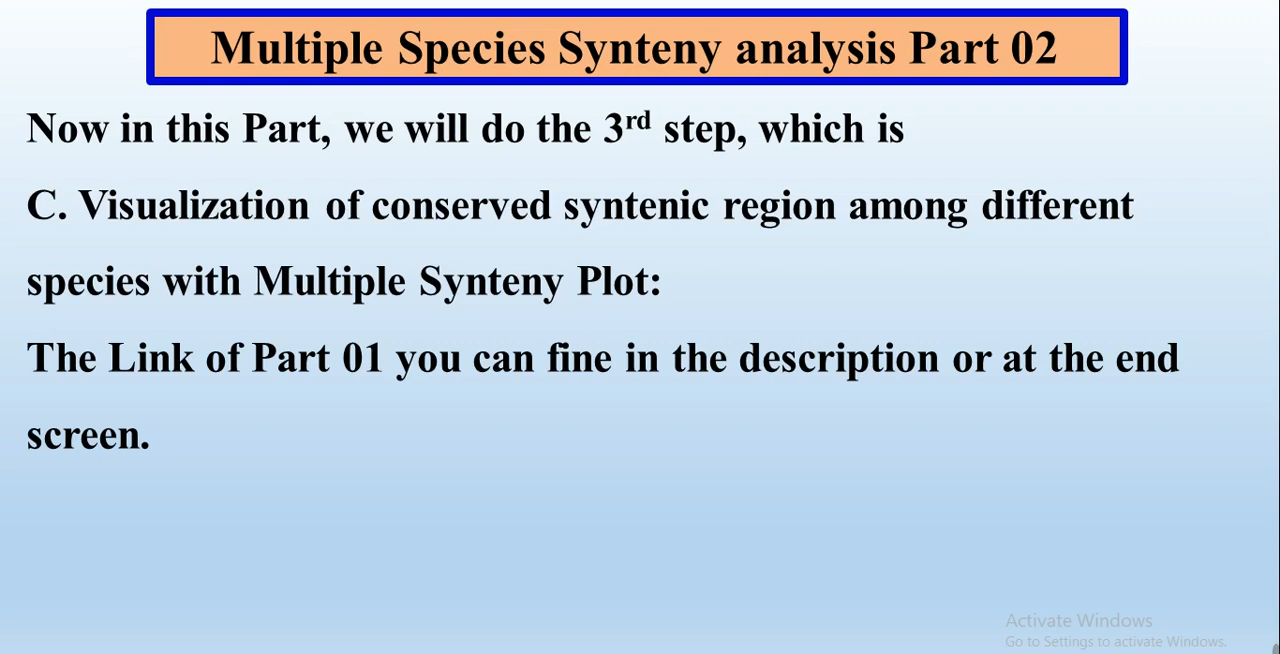 Multiple Species Synteny analysis Part 02
Now in this Part, we will do the 3rd step, which is
C. Visualization of conserved syntenic region among different
species with Multiple Synteny Plot:
The Link of Part 01 you can fine in the description or at the end
screen.
Activate Windows
Go to Settings to activate Windows.